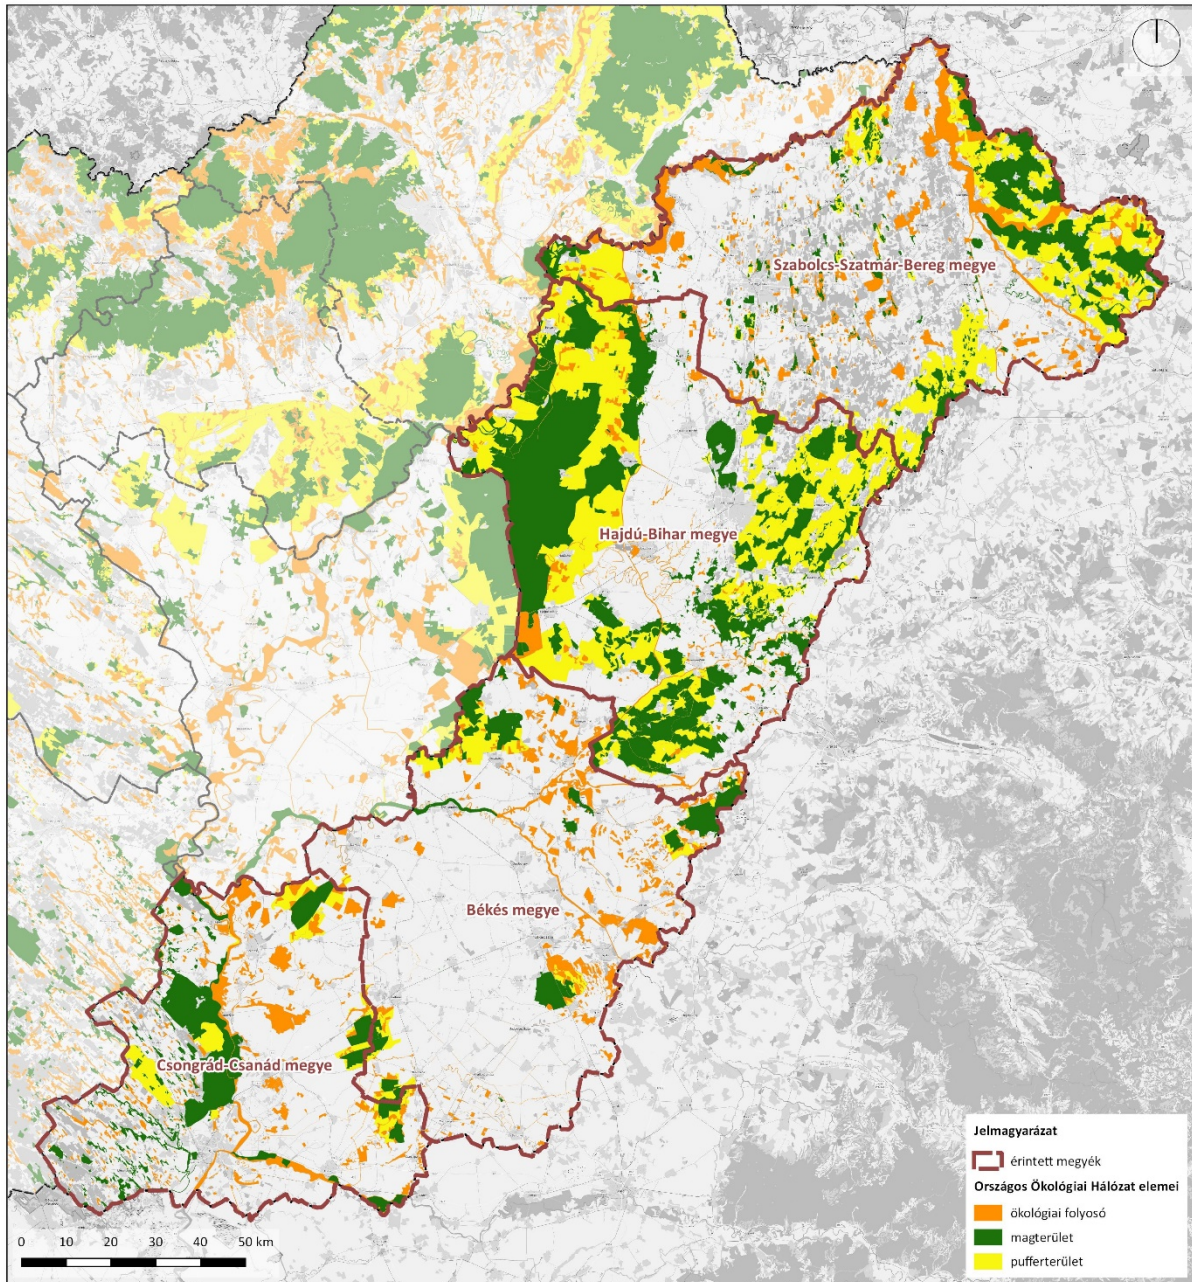 Szabolcs-Szatmár-Bereg megye
Hajdú-Bihar megye
Békés megye
Csongrád-Csanád megye
Jelmagyarázat
érintett megyék
Országos Ökológiai Hálózat elemei
ökológiai folyosó
magterület
pufferterület
0 10 20 30 40 50 km